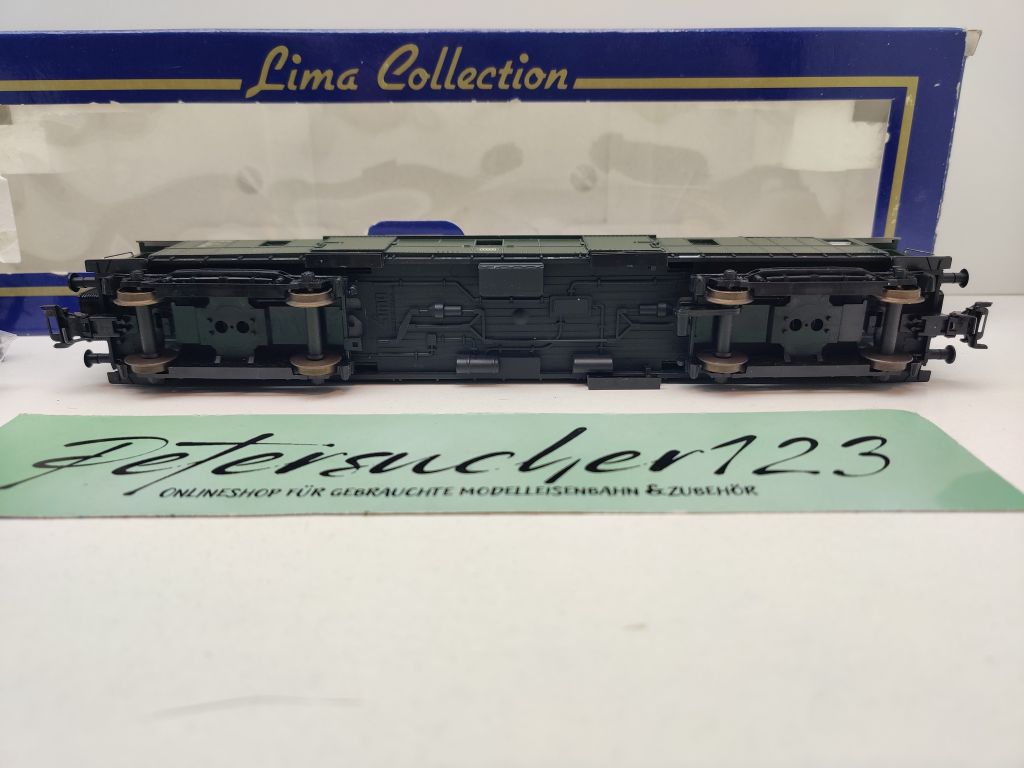 Lima Collection
Petersucher123
ONLINESHOP FÜR GEBRAUCHTE MODELLEISENBAHN & ZUBEHÖR